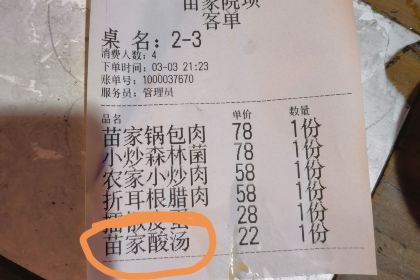 苗家院坝
客单
桌名：2-3
消费人数：4
下单时间：03-03 21:23
账单号：1000037670
服务员：管理员
品名 单价 数量
苗家锅包肉 78 1份
小炒森林菌 78 1份
农家小炒肉 58 1份
折耳根腊肉 58 1份
擂椒皮蛋 28 1份
苗家酸汤 22 1份